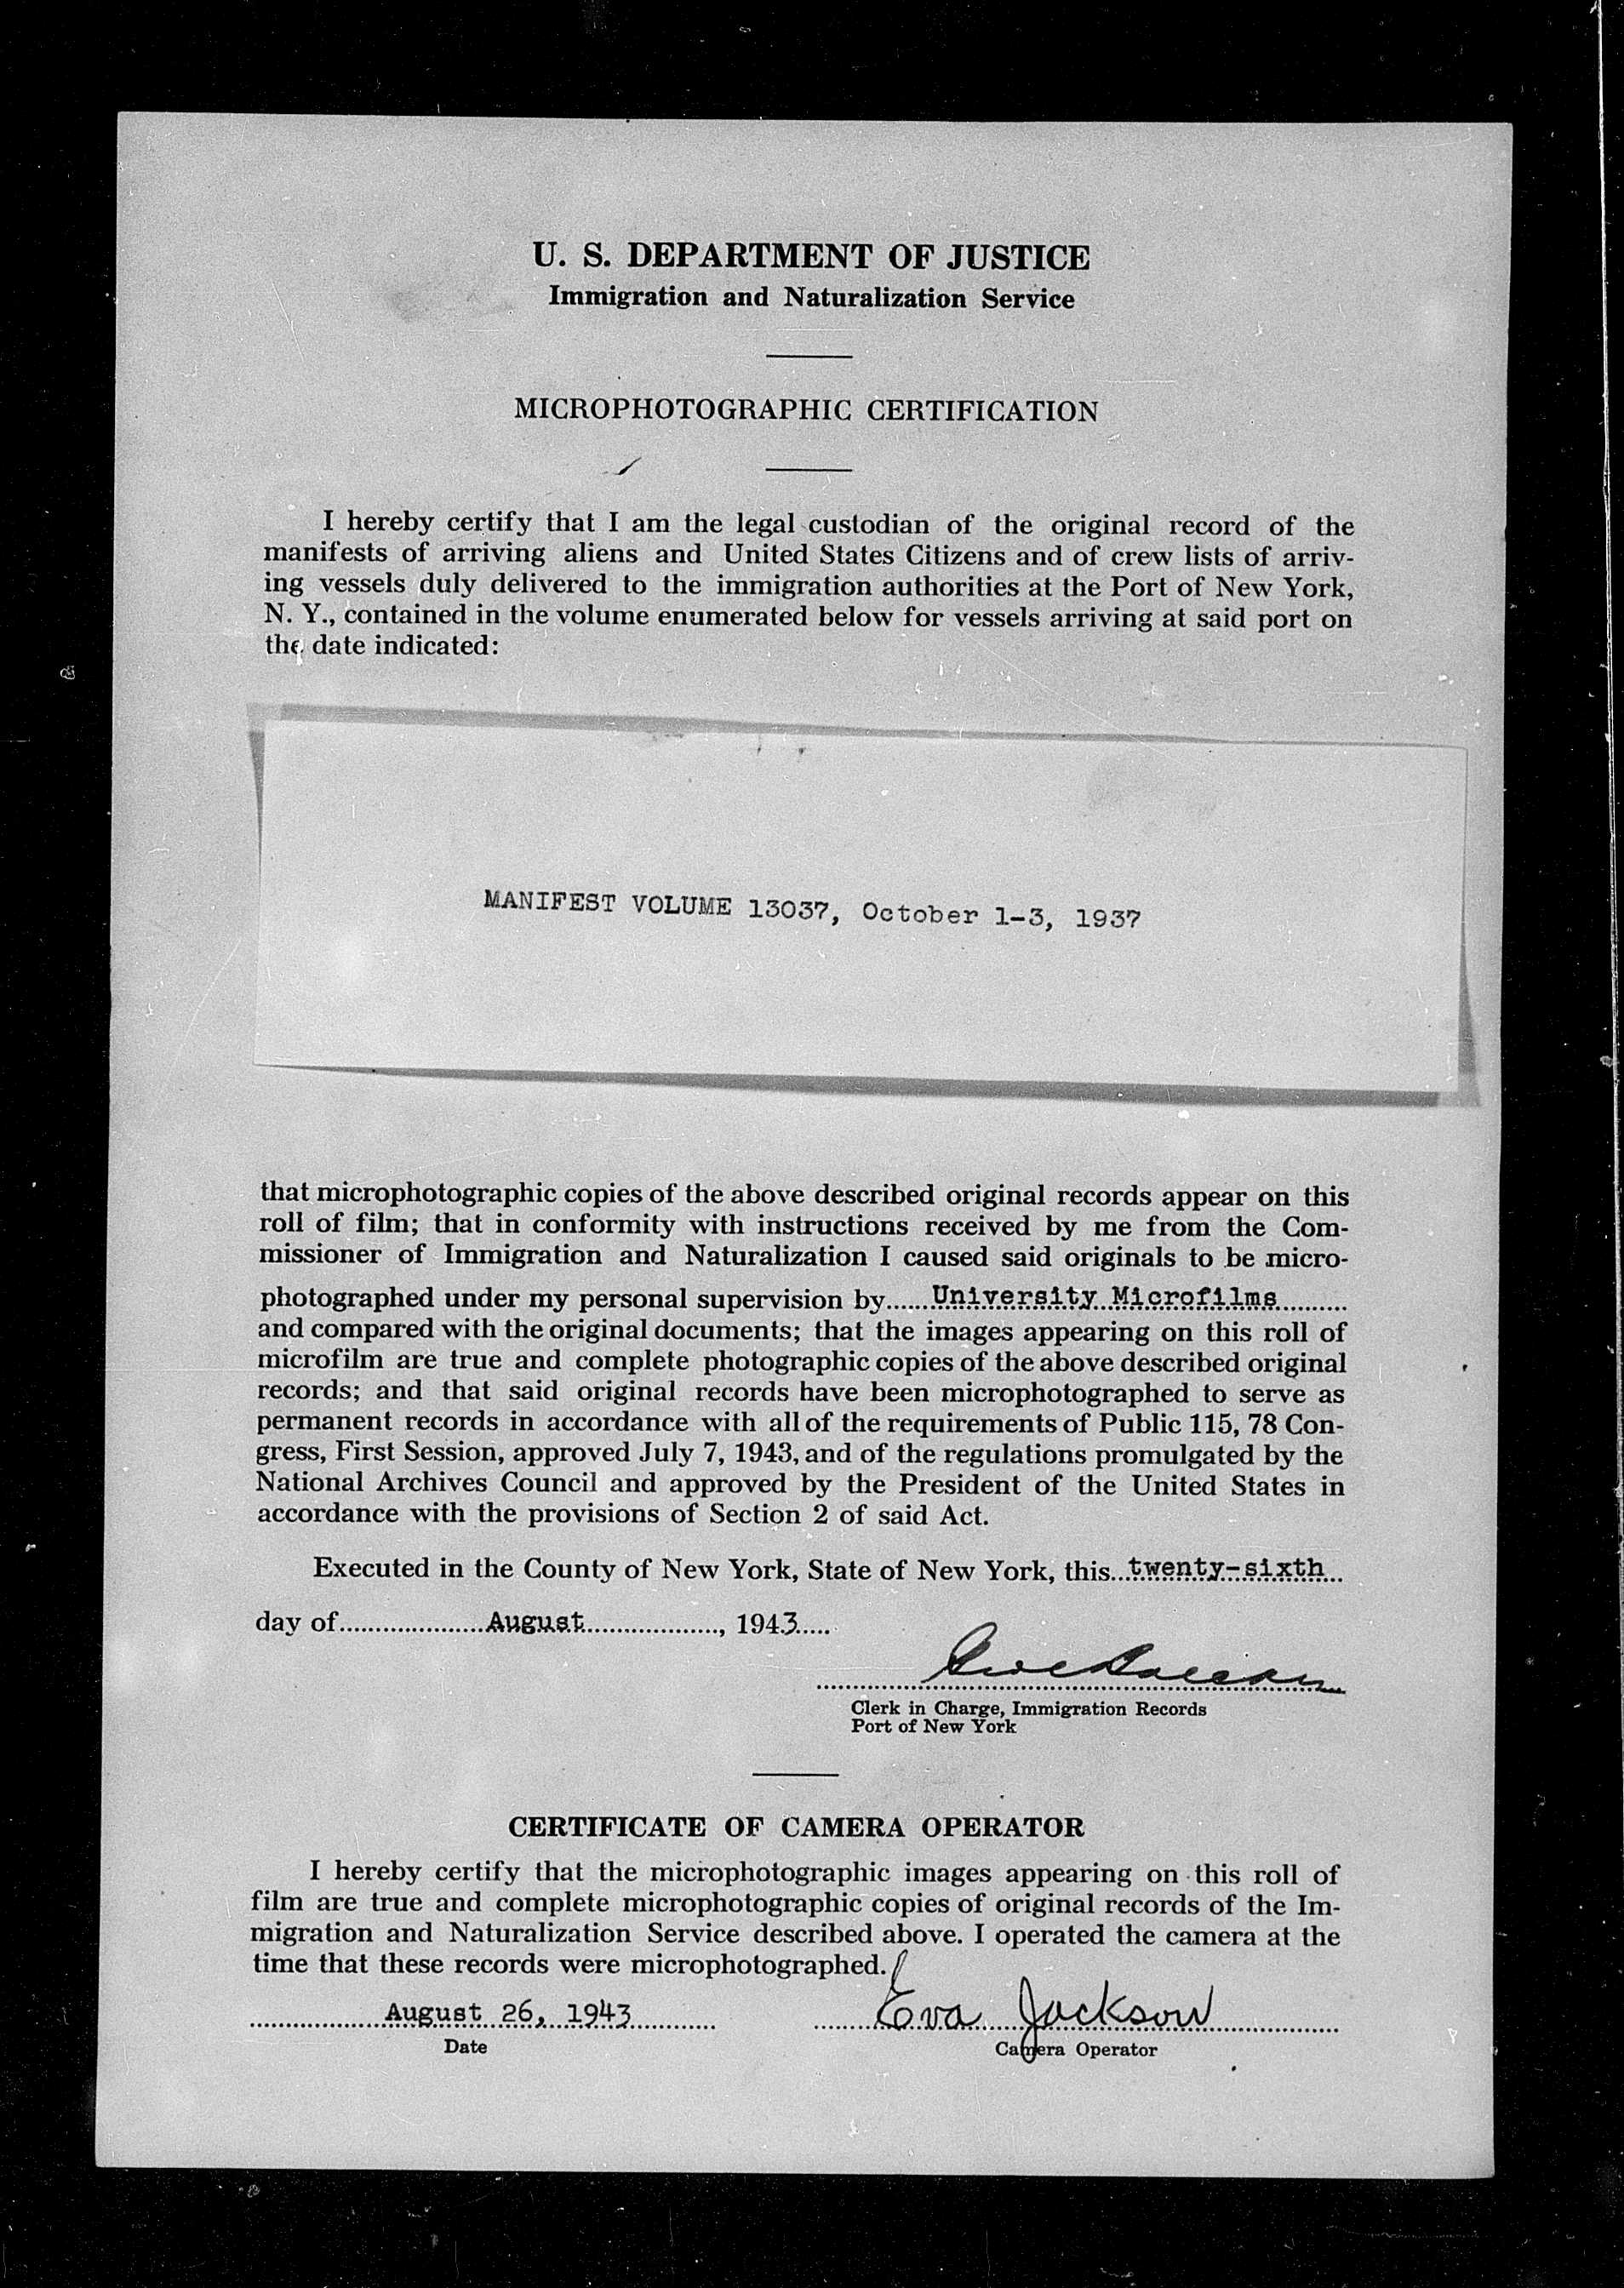 U. S. DEPARTMENT OF JUSTICE
Immigration and Naturalization Service
MICROPHOTOGRAPHIC CERTIFICATION
I hereby certify that I am the legal custodian of the original record of the
manifests of arriving aliens and United States Citizens and of crew lists of arriv-
ing vessels duly delivered to the immigration authorities at the Port of New York,
N. Y., contained in the volume enumerated below for vessels arriving at said port on
the date indicated:
MANIFEST VOLUME 13037, October 1-3, 1937
that microphotographic copies of the above described original records appear on this
roll of film; that in conformity with instructions received by me from the Com-
missioner of Immigration and Naturalization I caused said originals to be micro-
photographed under my personal supervision by......University Microfilms..........
and compared with the original documents; that the images appearing on this roll of
microfilm are true and complete photographic copies of the above described original
records; and that said original records have been microphotographed to serve as
permanent records in accordance with all of the requirements of Public 115, 78 Con-
gress, First Session, approved July 7, 1943, and of the regulations promulgated by the
National Archives Council and approved by the President of the United States in
accordance with the provisions of Section 2 of said Act.
Executed in the County of New York, State of New York, this...twenty-sixth...
day of....................August..................., 1943.....
Clerk in Charge, Immigration Records
Port of New York
CERTIFICATE OF CAMERA OPERATOR
I hereby certify that the microphotographic images appearing on this roll of
film are true and complete microphotographic copies of original records of the Im-
migration and Naturalization Service described above. I operated the camera at the
time that these records were microphotographed.
August 26, 1943 Eva Jackson
Date Camera Operator